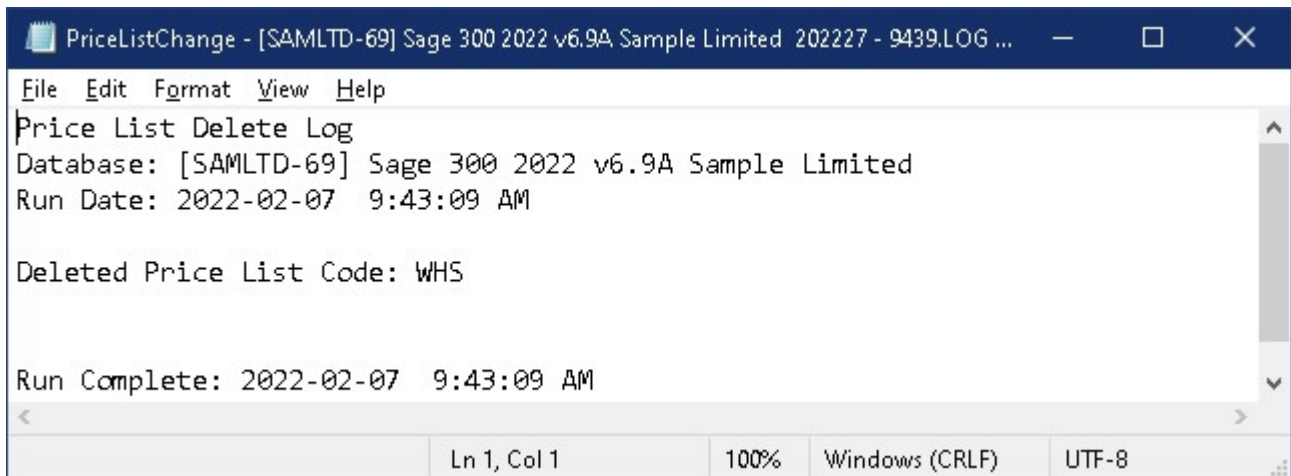 PriceListChange - [SAMLTD-69] Sage 300 2022 v6.9A Sample Limited  202227 - 9439.LOG ...
File Edit Format View Help
Price List Delete Log
Database: [SAMLTD-69] Sage 300 2022 v6.9A Sample Limited
Run Date: 2022-02-07  9:43:09 AM
Deleted Price List Code: WHS
Run Complete: 2022-02-07  9:43:09 AM
Ln 1, Col 1 100% Windows (CRLF) UTF-8